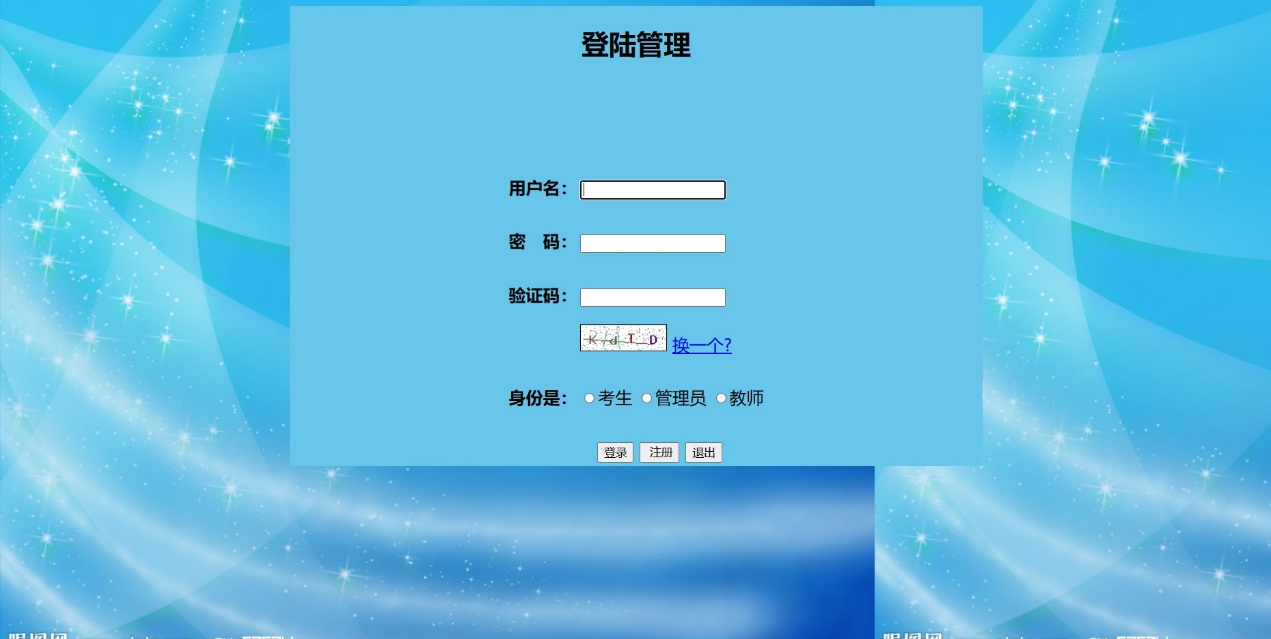 登陆管理
用户名：
密 码：
验证码：
K d T D 换一个?
身份是： 考生 管理员 教师
登录 注册 退出